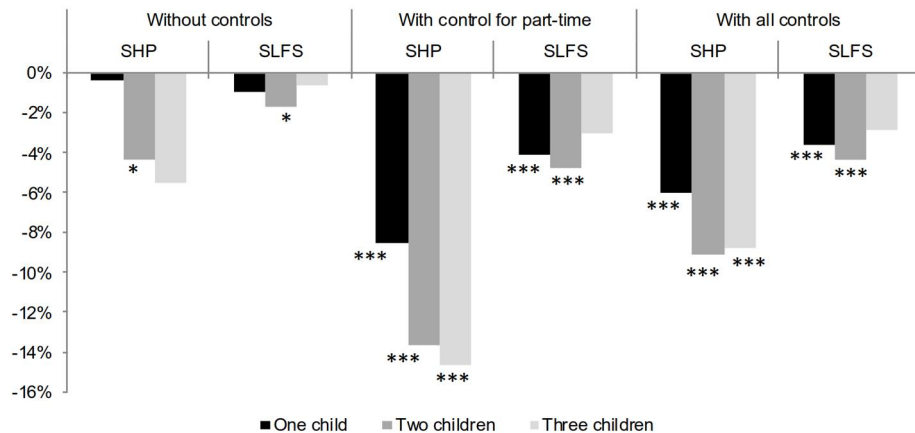 Without controls With control for part-time With all controls
SHP SLFS SHP SLFS SHP SLFS
0%
-2%
-4%
-6%
-8%
-10%
-12%
-14%
-16%
* * *** *** *** *** *** *** *** *** *** ***
One child Two children Three children